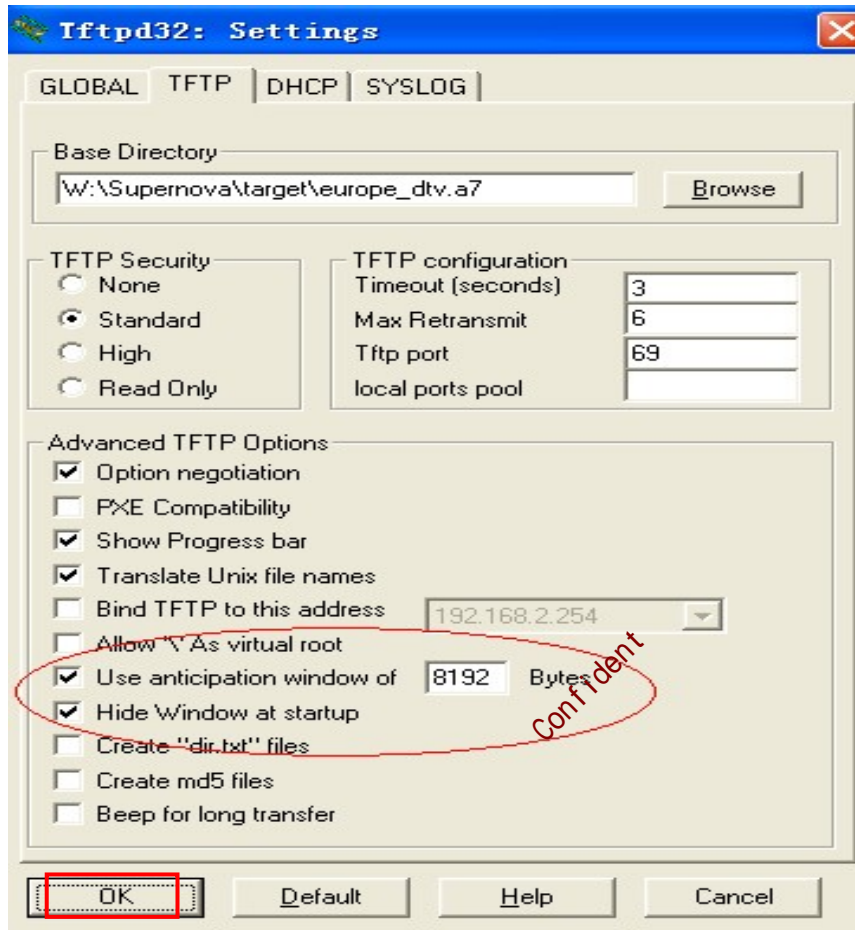 Tftpd32: Settings
GLOBAL TFTP DHCP SYSLOG
Base Directory
W:\Supernova\target\europe_dtv.a7 Browse
TFTP Security
None
Standard
High
Read Only
TFTP configuration
Timeout (seconds) 3
Max Retransmit 6
Tftp port 69
local ports pool
Advanced TFTP Options
Option negotiation
PXE Compatibility
Show Progress bar
Translate Unix file names
Bind TFTP to this address 192.168.2.254
Allow '\' As virtual root
Use anticipation window of 8192 Bytes
Hide Window at startup
Create "dir.txt" files
Create md5 files
Beep for long transfer
Confident
OK Default Help Cancel